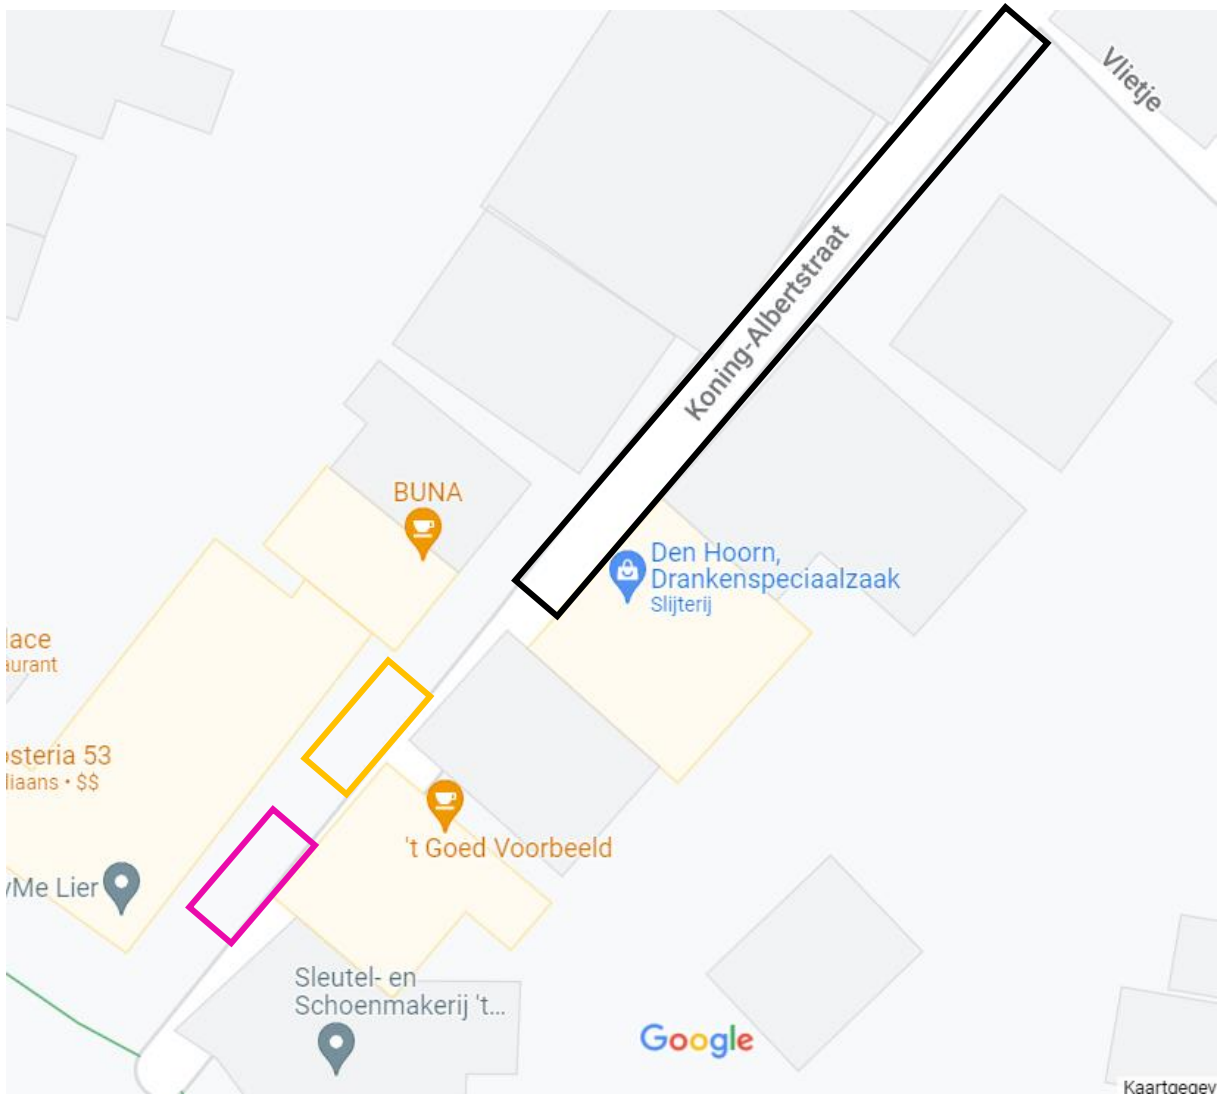 Vlietje
Koning-Albertstraat
BUNA
Den Hoorn,
Drankenspeciaalzaak
Slijterij
lace
aurant
osteria 53
liaans • $$
't Goed Voorbeeld
yMe Lier
Sleutel- en
Schoenmakerij 't...
Google
Kaartgegev